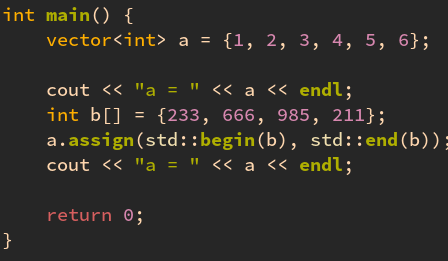 int main() {
    vector<int> a = {1, 2, 3, 4, 5, 6};
    cout << "a = " << a << endl;
    int b[] = {233, 666, 985, 211};
    a.assign(std::begin(b), std::end(b));
    cout << "a = " << a << endl;
    return 0;
}